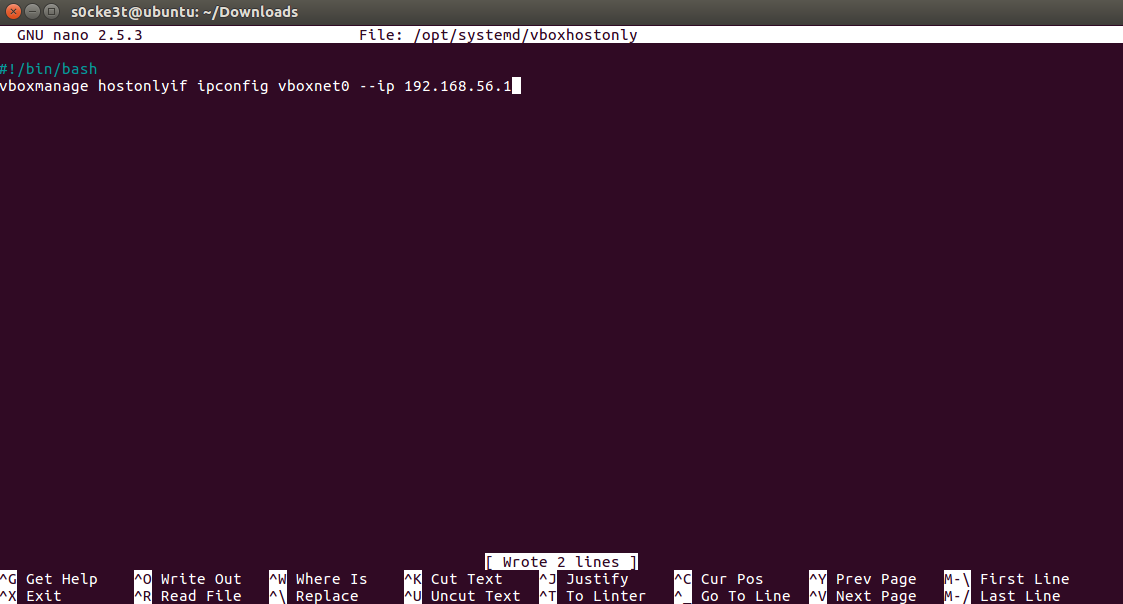 s0cke3t@ubuntu: ~/Downloads
GNU nano 2.5.3 File: /opt/systemd/vboxhostonly
#!/bin/bash
vboxmanage hostonlyif ipconfig vboxnet0 --ip 192.168.56.1
[ Wrote 2 lines ]
^G Get Help ^O Write Out ^W Where Is ^K Cut Text ^J Justify ^C Cur Pos ^Y Prev Page M-\ First Line
^X Exit ^R Read File ^\ Replace ^U Uncut Text ^T To Linter ^_ Go To Line ^V Next Page M-/ Last Line